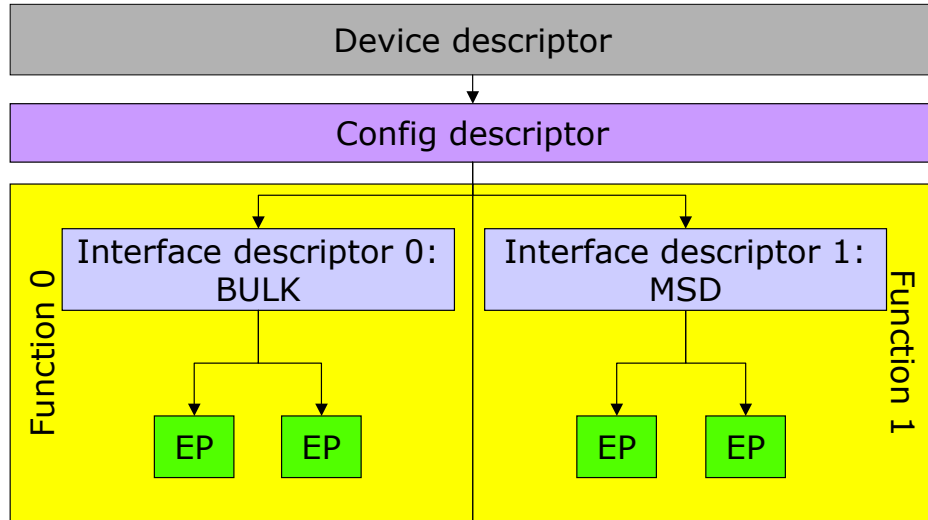 Device descriptor
Config descriptor
Function 0
Interface descriptor 0:
BULK
Interface descriptor 1:
MSD
Function 1
EP
EP
EP
EP